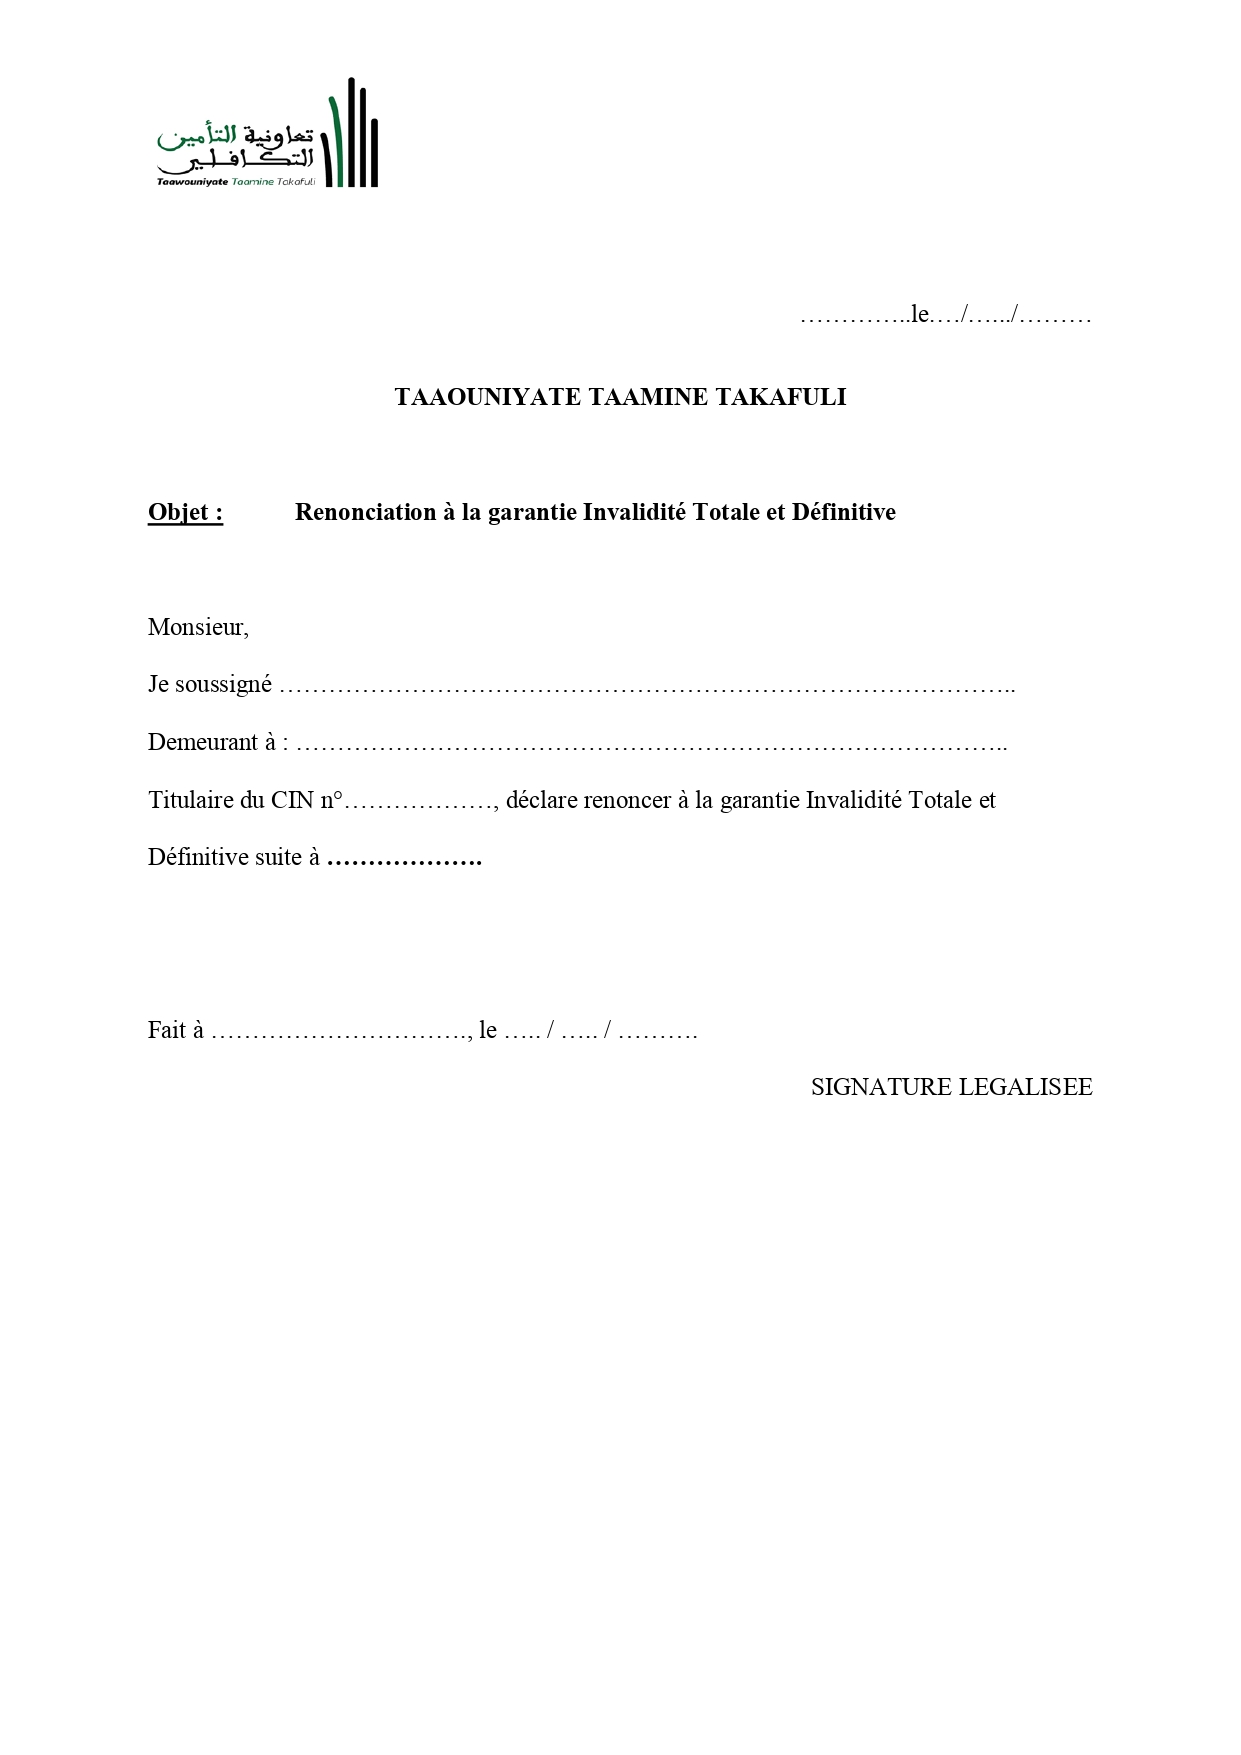 تعاونية التأمين
التكافلي
Taawouniyate Taamine Takafuli
…………..le.…/…../………
TAAOUNIYATE TAAMINE TAKAFULI
Objet : Renonciation à la garantie Invalidité Totale et Définitive
Monsieur,
Je soussigné ……………………………………………………………………………..
Demeurant à : …………………………………………………………………………..
Titulaire du CIN n°………………, déclare renoncer à la garantie Invalidité Totale et
Définitive suite à ……………….
Fait à …………………………., le ….. / ….. / ……….
SIGNATURE LEGALISEE